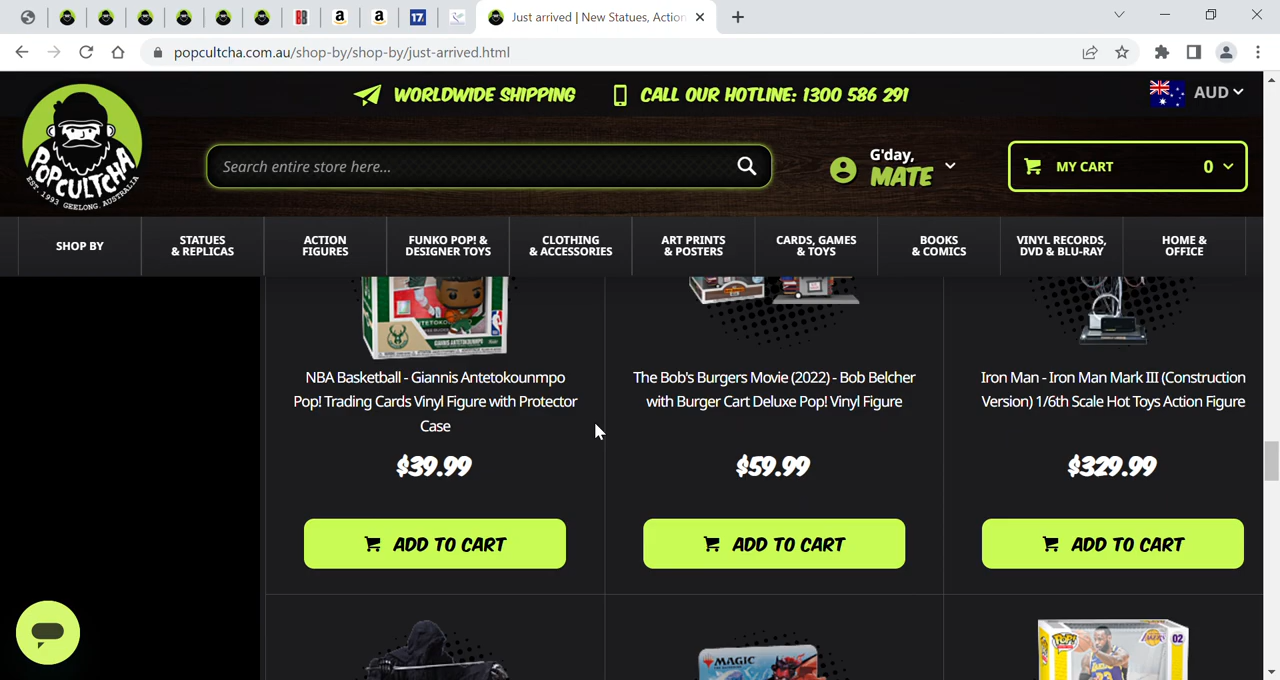 Just arrived | New Statues, Action
popcultcha.com.au/shop-by/shop-by/just-arrived.html
WORLDWIDE SHIPPING
CALL OUR HOTLINE: 1300 586 291
AUD
POPCULTCHA
EST. 1993 GEELONG, AUSTRALIA
Search entire store here...
G'day,
MATE
MY CART 0
SHOP BY
STATUES
& REPLICAS
ACTION
FIGURES
FUNKO POP! &
DESIGNER TOYS
CLOTHING
& ACCESSORIES
ART PRINTS
& POSTERS
CARDS, GAMES
& TOYS
BOOKS
& COMICS
VINYL RECORDS,
DVD & BLU-RAY
HOME &
OFFICE
NBA Basketball - Giannis Antetokounmpo
Pop! Trading Cards Vinyl Figure with Protector
Case
$39.99
ADD TO CART
The Bob's Burgers Movie (2022) - Bob Belcher
with Burger Cart Deluxe Pop! Vinyl Figure
$59.99
ADD TO CART
Iron Man - Iron Man Mark III (Construction
Version) 1/6th Scale Hot Toys Action Figure
$329.99
ADD TO CART
MAGIC
POP!
02
23